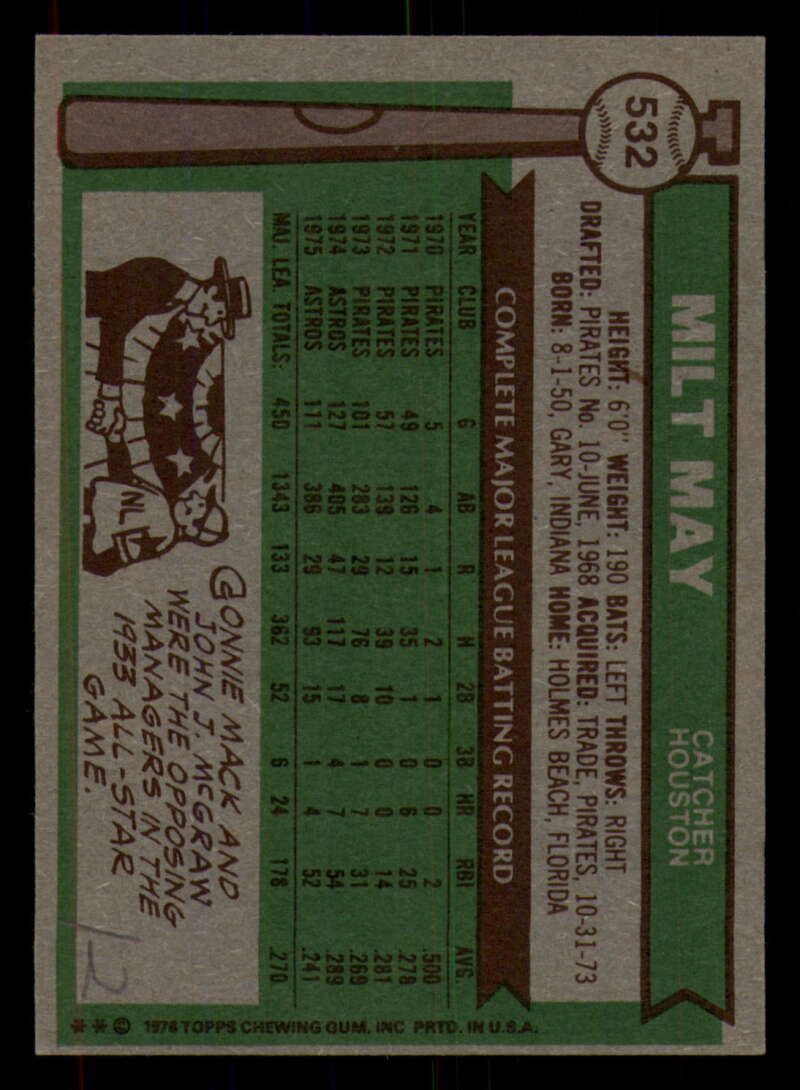 532
MILT MAY
CATCHER
HOUSTON
HEIGHT: 6'0" WEIGHT: 190 BATS: LEFT THROWS: RIGHT
DRAFTED: PIRATES No. 10-JUNE, 1968 ACQUIRED: TRADE, PIRATES, 10-31-73
BORN: 8-1-50, GARY, INDIANA HOME: HOLMES BEACH, FLORIDA
COMPLETE MAJOR LEAGUE BATTING RECORD
YEAR CLUB G AB R H 2B 3B HR RBI AVG.
1970 PIRATES 5 4 1 2 1 0 0 2 .500
1971 PIRATES 49 126 15 35 1 0 6 25 .278
1972 PIRATES 57 139 12 39 10 0 0 14 .281
1973 PIRATES 101 283 29 76 8 1 7 31 .269
1974 ASTROS 127 405 47 117 17 4 7 54 .289
1975 ASTROS 111 386 29 93 15 1 4 52 .241
MAJ. LEA. TOTALS: 450 1343 133 362 52 6 24 178 .270
NL
CONNIE MACK AND
JOHN J. McGRAW
WERE THE OPPOSING
MANAGERS IN THE
1933 ALL-STAR
GAME.
12
** © 1976 TOPPS CHEWING GUM, INC PRTD. IN U.S.A.